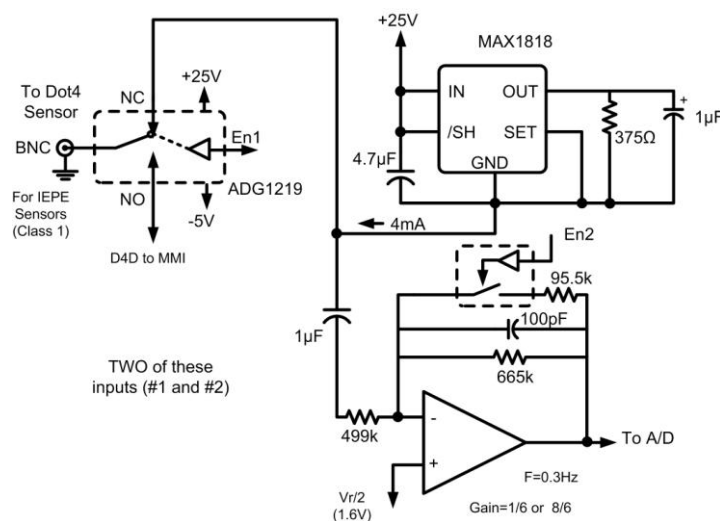 +25V
MAX1818
To Dot4
Sensor
NC
+25V
IN
OUT
BNC
En1
/SH
SET
375Ω
+
1µF
4.7µF
GND
For IEPE
Sensors
(Class 1)
NO
ADG1219
-5V
4mA
D4D to MMI
En2
95.5k
1µF
100pF
TWO of these
inputs (#1 and #2)
665k
499k
-
+
To A/D
Vr/2
(1.6V)
F=0.3Hz
Gain=1/6 or 8/6